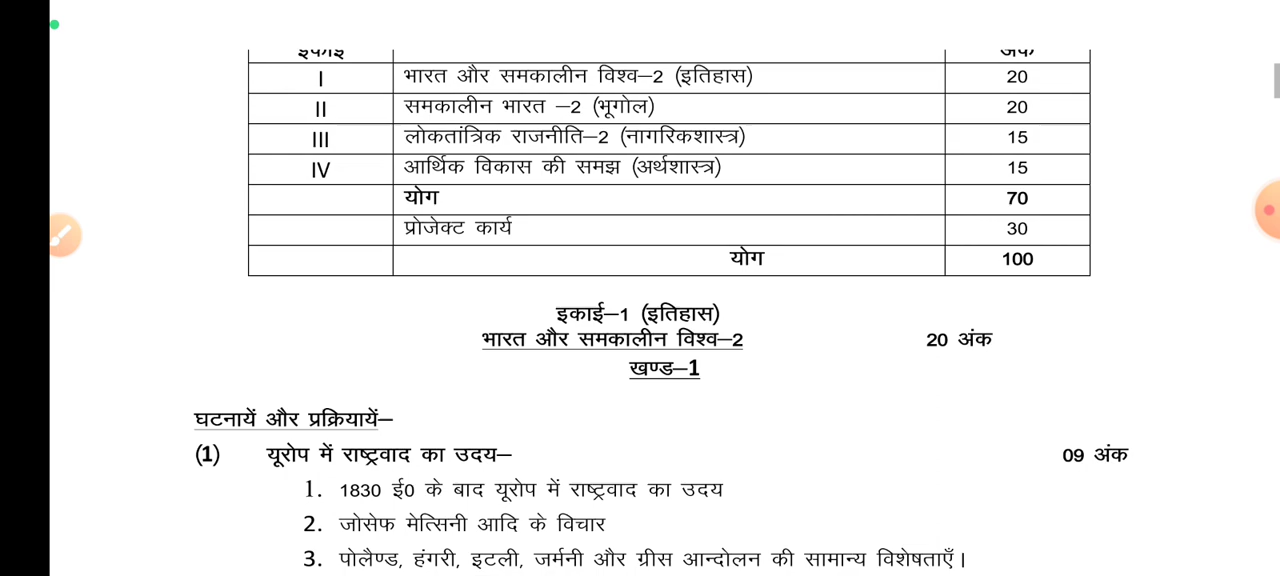 इकाई अंक
I भारत और समकालीन विश्व–2 (इतिहास) 20
II समकालीन भारत –2 (भूगोल) 20
III लोकतांत्रिक राजनीति–2 (नागरिकशास्त्र) 15
IV आर्थिक विकास की समझ (अर्थशास्त्र) 15
योग 70
प्रोजेक्ट कार्य 30
योग 100
इकाई–1 (इतिहास)
भारत और समकालीन विश्व–2 20 अंक
खण्ड–1
घटनायें और प्रक्रियायें–
(1) यूरोप में राष्ट्रवाद का उदय– 09 अंक
1. 1830 ई0 के बाद यूरोप में राष्ट्रवाद का उदय
2. जोसेफ मेत्सिनी आदि के विचार
3. पोलैण्ड, हंगरी, इटली, जर्मनी और ग्रीस आन्दोलन की सामान्य विशेषताएँ।